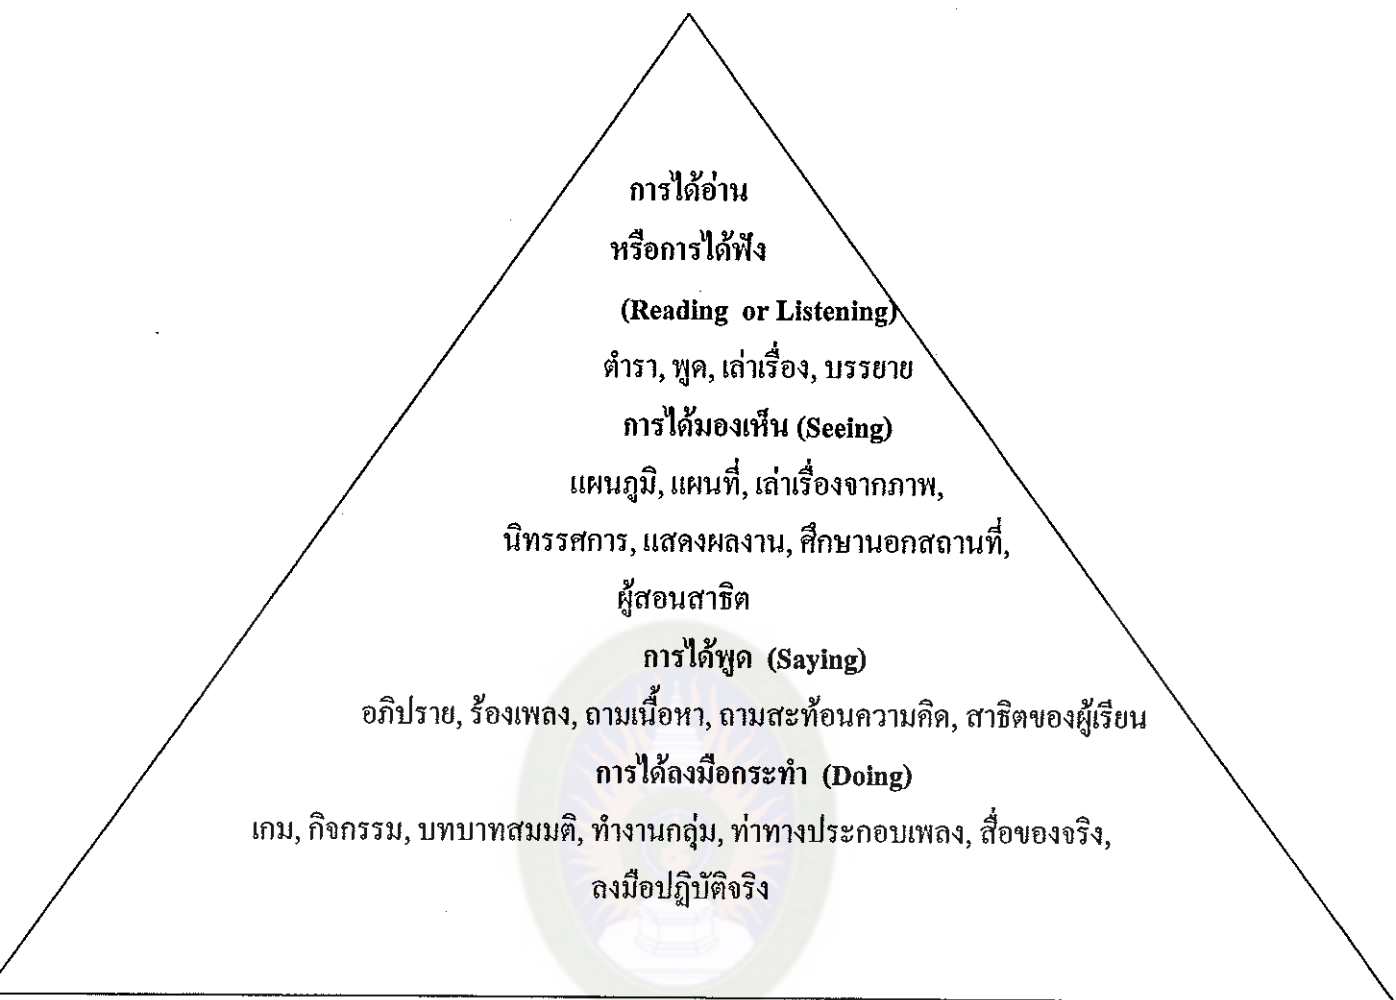 การได้อ่าน
หรือการได้ฟัง
(Reading or Listening)
ตำรา, พูด, เล่าเรื่อง, บรรยาย
การได้มองเห็น (Seeing)
แผนภูมิ, แผนที่, เล่าเรื่องจากภาพ,
นิทรรศการ, แสดงผลงาน, ศึกษานอกสถานที่,
ผู้สอนสาธิต
การได้พูด (Saying)
อภิปราย, ร้องเพลง, ถามเนื้อหา, ถามสะท้อนความคิด, สาธิตของผู้เรียน
การได้ลงมือกระทำ (Doing)
เกม, กิจกรรม, บทบาทสมมติ, ทำงานกลุ่ม, ท่าทางประกอบเพลง, สื่อของจริง,
ลงมือปฏิบัติจริง